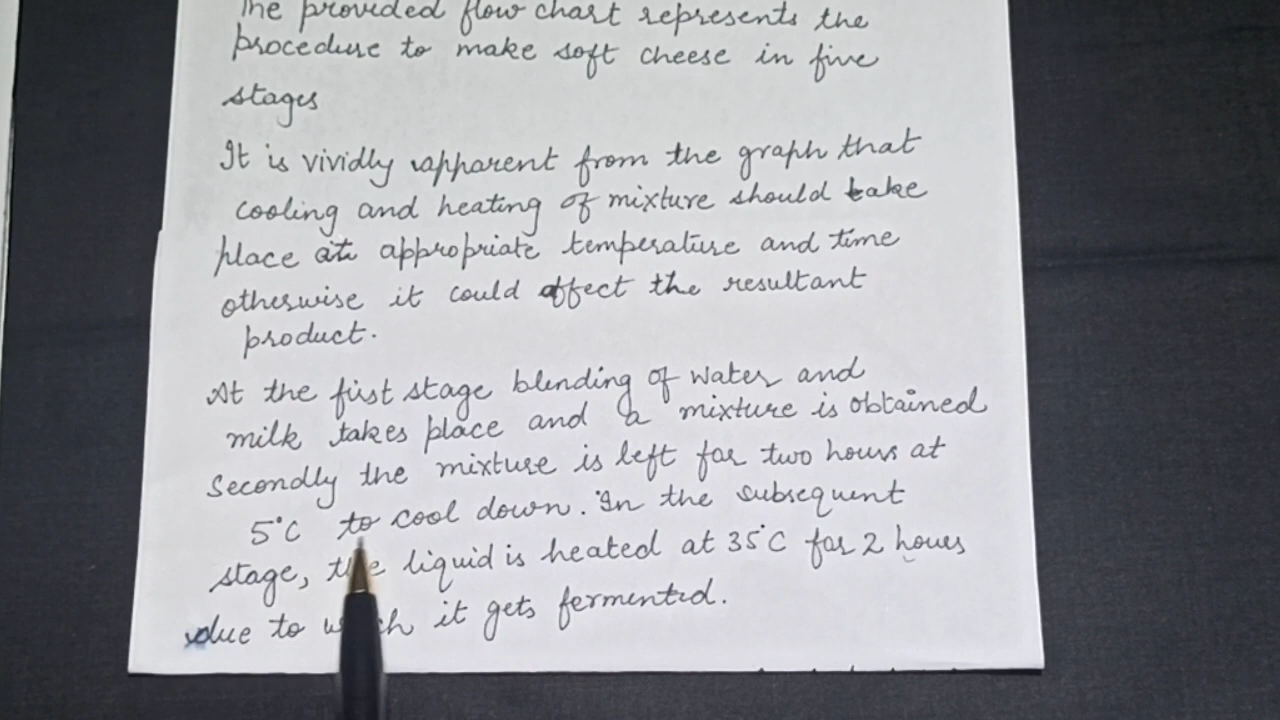 The provided flow chart represents the
procedure to make soft cheese in five
stages
It is vividly apparent from the graph that
cooling and heating of mixture should take
place at appropriate temperature and time
otherwise it could affect the resultant
product.
At the first stage blending of water and
milk takes place and a mixture is obtained
Secondly the mixture is left for two hours at
5°C to cool down. In the subsequent
stage, the liquid is heated at 35°C for 2 hours
due to which it gets fermented.